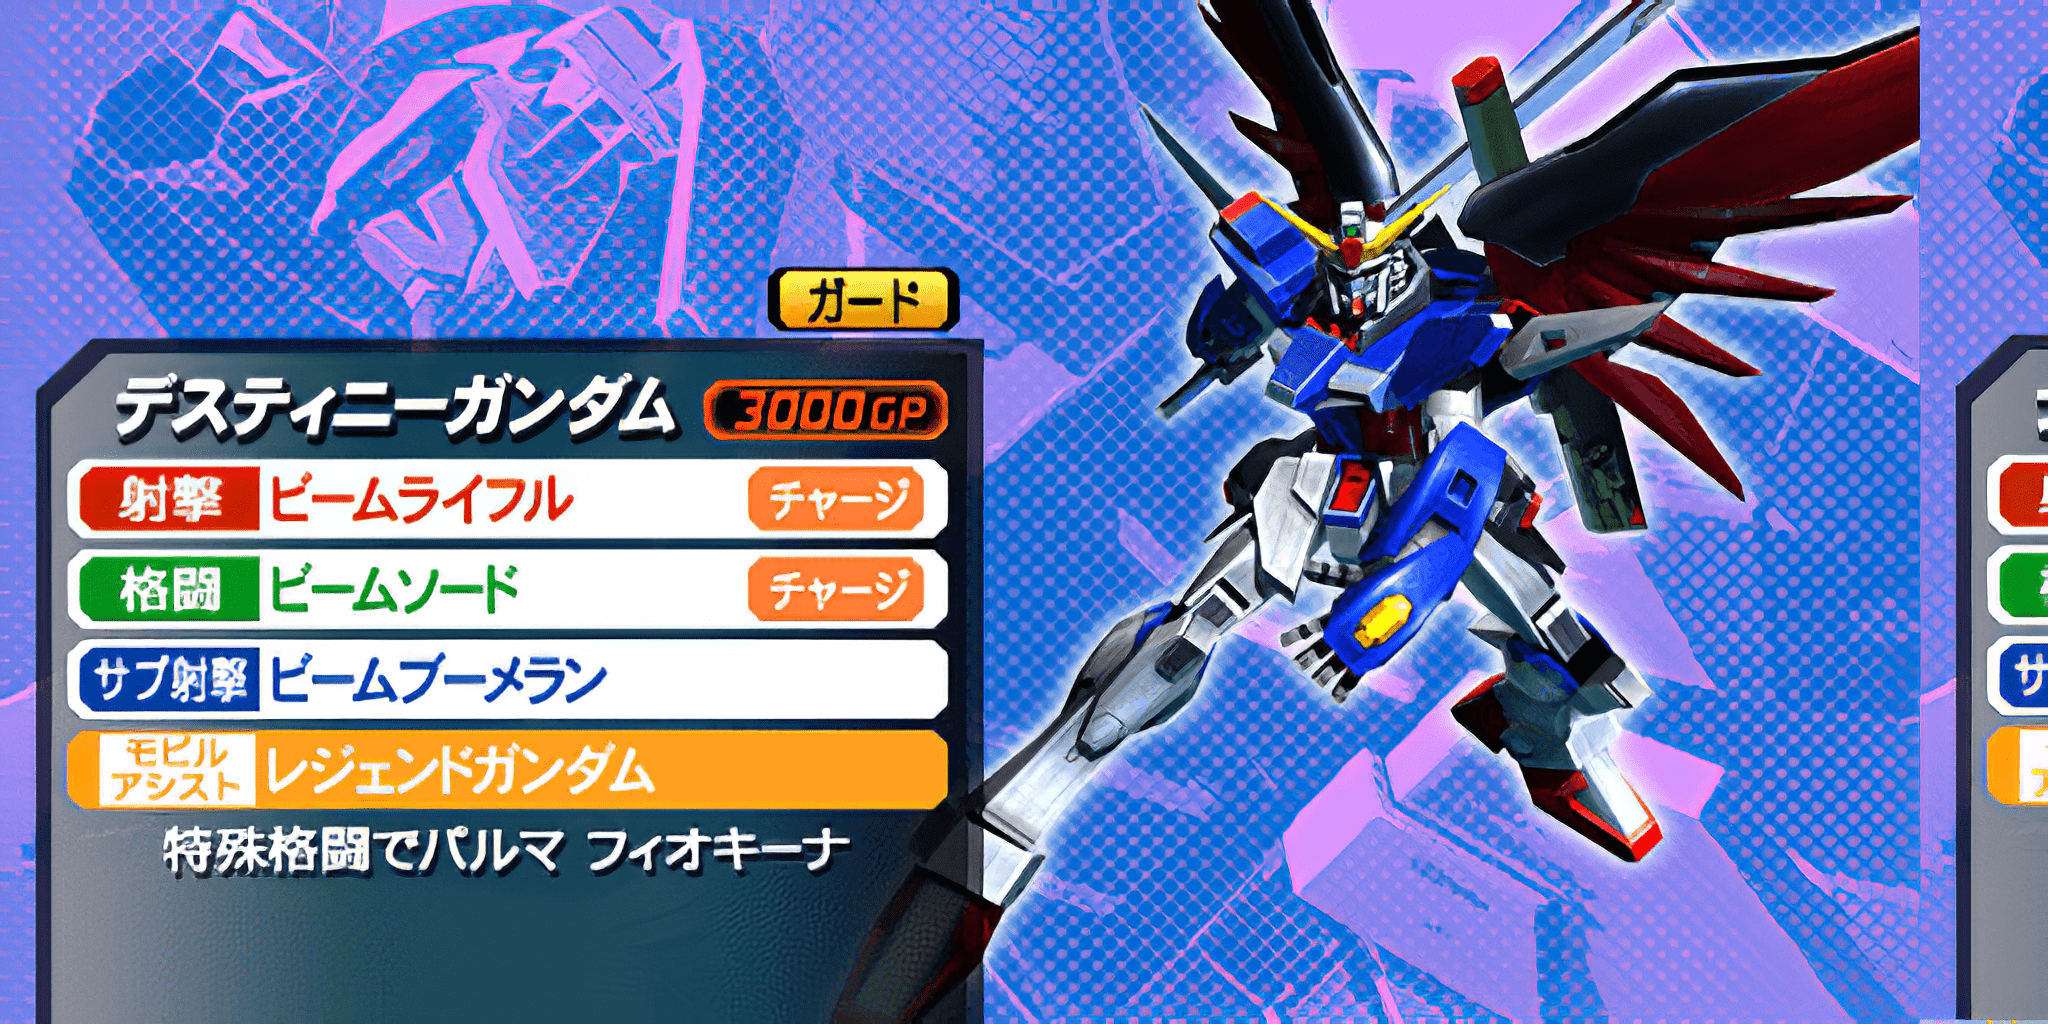 ガード
デスティニーガンダム 3000GP
射撃 ビームライフル チャージ
格闘 ビームソード チャージ
サブ射撃 ビームブーメラン
モビル
アシスト レジェンドガンダム
特殊格闘でパルマ フィオキーナ
サ